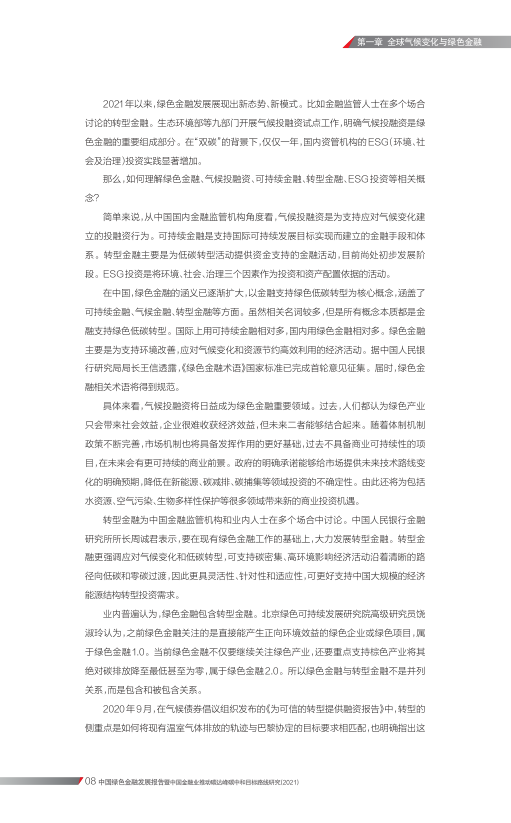 第一章 全球气候变化与绿色金融
2021年以来，绿色金融发展展现出新态势、新模式。比如金融监管人士在多个场合
讨论的转型金融。生态环境部等九部门开展气候投融资试点工作，明确气候投融资是绿
色金融的重要组成部分。在“双碳”的背景下，仅仅一年，国内资管机构的ESG（环境、社
会及治理）投资实践显著增加。
那么，如何理解绿色金融、气候投融资、可持续金融、转型金融、ESG投资等相关概
念？
简单来说，从中国国内金融监管机构角度看，气候投融资是为支持应对气候变化建
立的投融资行为。可持续金融是支持国际可持续发展目标实现而建立的金融手段和体
系。转型金融主要是为低碳转型活动提供资金支持的金融活动，目前尚处初步发展阶
段。ESG投资是将环境、社会、治理三个因素作为投资和资产配置依据的活动。
在中国，绿色金融的涵义已逐渐扩大，以金融支持绿色低碳转型为核心概念，涵盖了
可持续金融、气候金融、转型金融等方面。虽然相关名词较多，但是所有概念本质都是金
融支持绿色低碳转型。国际上用可持续金融相对多，国内用绿色金融相对多。绿色金融
主要是为支持环境改善，应对气候变化和资源节约高效利用的经济活动。据中国人民银
行研究局局长王信透露，《绿色金融术语》国家标准已完成首轮意见征集。届时，绿色金
融相关术语将得到规范。
具体来看，气候投融资将日益成为绿色金融重要领域。过去，人们都认为绿色产业
只会带来社会效益，企业很难收获经济效益，但未来二者能够结合起来。随着体制机制
政策不断完善，市场机制也将具备发挥作用的更好基础，过去不具备商业可持续性的项
目，在未来会有更可持续的商业前景。政府的明确承诺能够给市场提供未来技术路线变
化的明确预期，降低在新能源、碳减排、碳捕集等领域投资的不确定性。由此还将为包括
水资源、空气污染、生物多样性保护等很多领域带来新的商业投资机遇。
转型金融为中国金融监管机构和业内人士在多个场合中讨论。中国人民银行金融
研究所所长周诚君表示，要在现有绿色金融工作的基础上，大力发展转型金融。转型金
融更强调应对气候变化和低碳转型，可支持碳密集、高环境影响经济活动沿着清晰的路
径向低碳和零碳过渡，因此更具灵活性、针对性和适应性，可更好支持中国大规模的经济
能源结构转型投资需求。
业内普遍认为，绿色金融包含转型金融。北京绿色可持续发展研究院高级研究员饶
淑玲认为，之前绿色金融关注的是直接能产生正向环境效益的绿色企业或绿色项目，属
于绿色金融1.0。当前绿色金融不仅要继续关注绿色产业，还要重点支持棕色产业将其
绝对碳排放降至最低甚至为零，属于绿色金融2.0。所以绿色金融与转型金融不是并列
关系，而是包含和被包含关系。
2020年9月，在气候债券倡议组织发布的《为可信的转型提供融资报告》中，转型的
侧重点是如何将现有温室气体排放的轨迹与巴黎协定的目标要求相匹配，也明确指出这
08 中国绿色金融发展报告暨中国金融业推动碳达峰碳中和目标路线研究（2021）